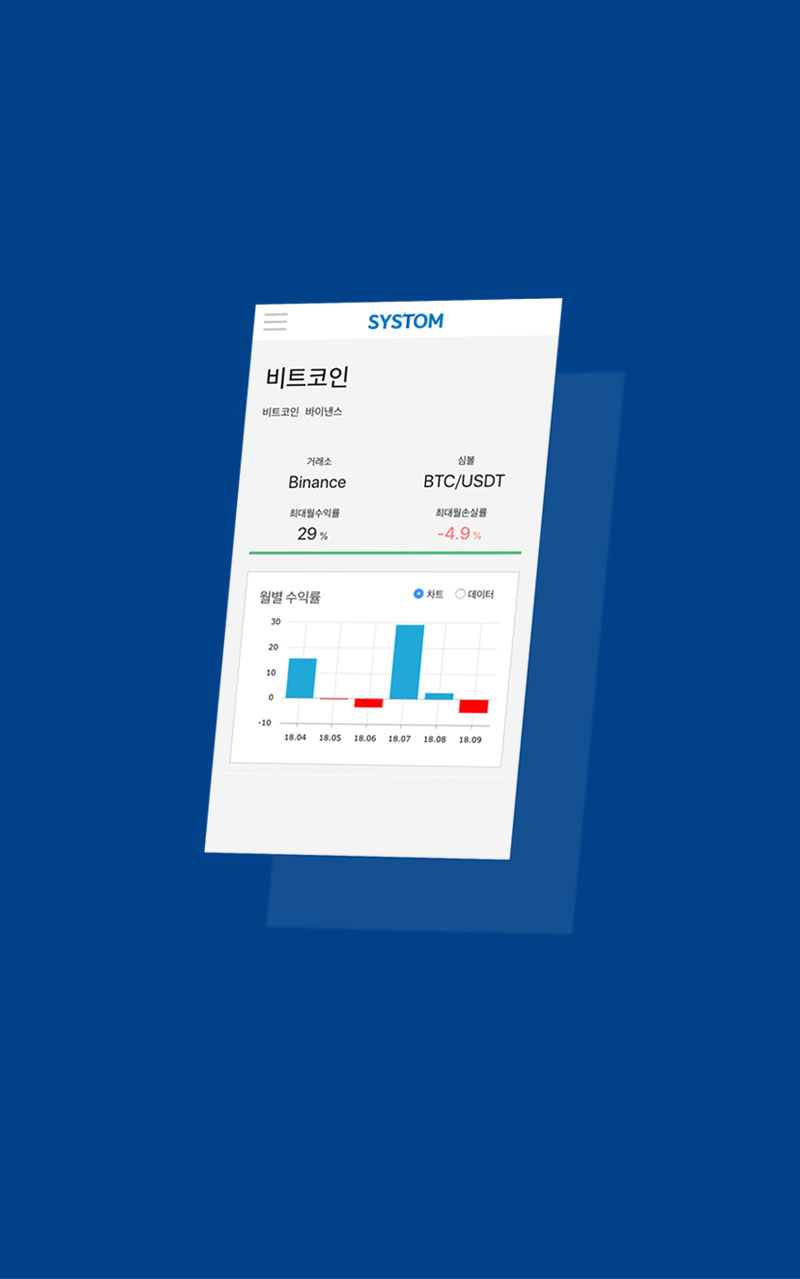 SYSTOM
비트코인
비트코인 바이낸스
거래소 심볼
Binance BTC/USDT
최대월수익률 최대월손실률
29 % -4.9 %
월별 수익률 차트 데이터
30
20
10
0
-10
18.04 18.05 18.06 18.07 18.08 18.09